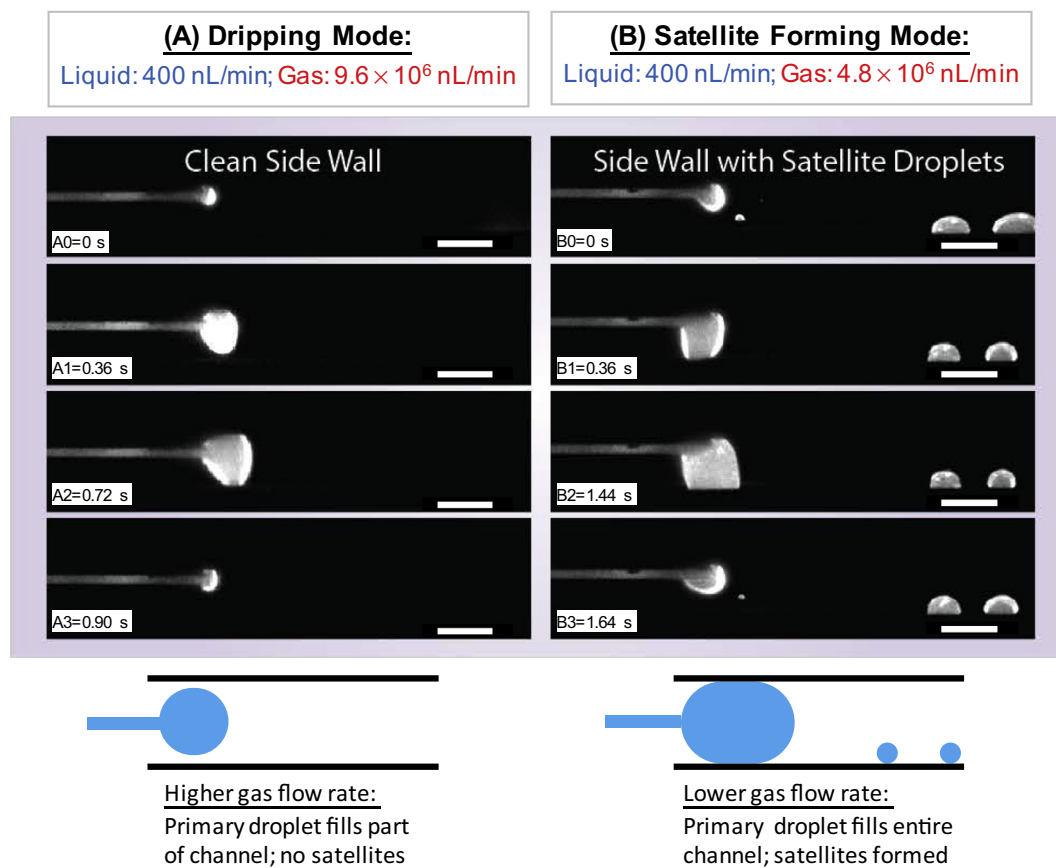 (A) Dripping Mode:
Liquid: 400 nL/min; Gas: 9.6 × 10⁶ nL/min
(B) Satellite Forming Mode:
Liquid: 400 nL/min; Gas: 4.8 × 10⁶ nL/min
Clean Side Wall
A0=0 s
A1=0.36 s
A2=0.72 s
A3=0.90 s
Side Wall with Satellite Droplets
B0=0 s
B1=0.36 s
B2=1.44 s
B3=1.64 s
Higher gas flow rate:
Primary droplet fills part
of channel; no satellites
Lower gas flow rate:
Primary droplet fills entire
channel; satellites formed